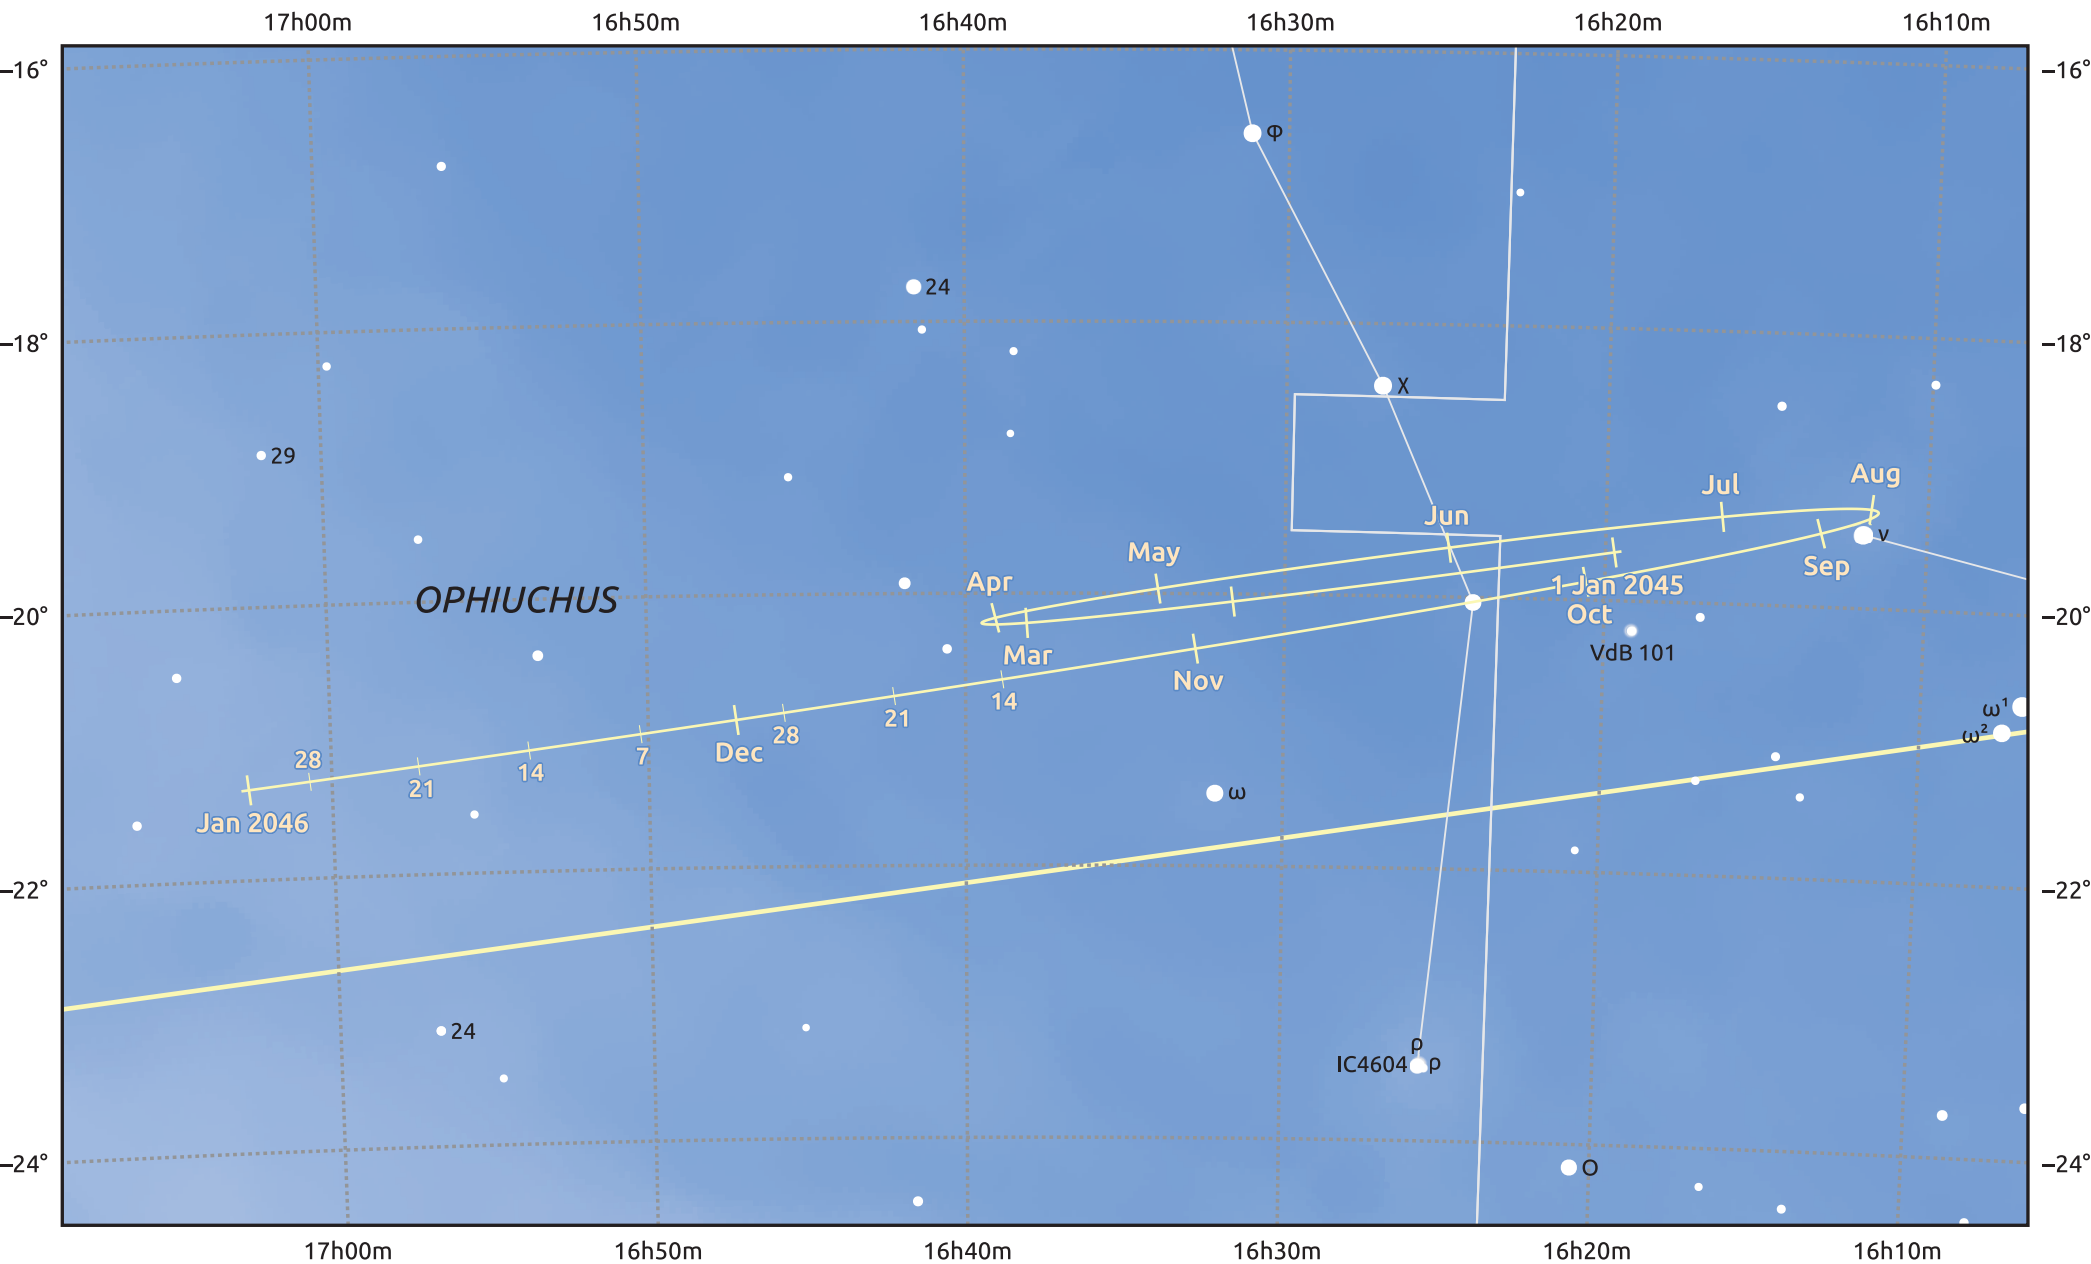 17h00m 16h50m 16h40m 16h30m 16h20m 16h10m
−16° −16°
φ
24
−18° −18°
χ
29
Aug
Jul
Jun
ν
May
Sep
Apr
1 Jan 2045
OPHIUCHUS
Oct
−20° −20°
Mar
VdB 101
Nov
14
ω¹
21
ω²
28
Dec
7
28
14
21
ω
Jan 2046
−22° −22°
24
ρ
IC4604 ρ
−24° −24°
ο
17h00m 16h50m 16h40m 16h30m 16h20m 16h10m